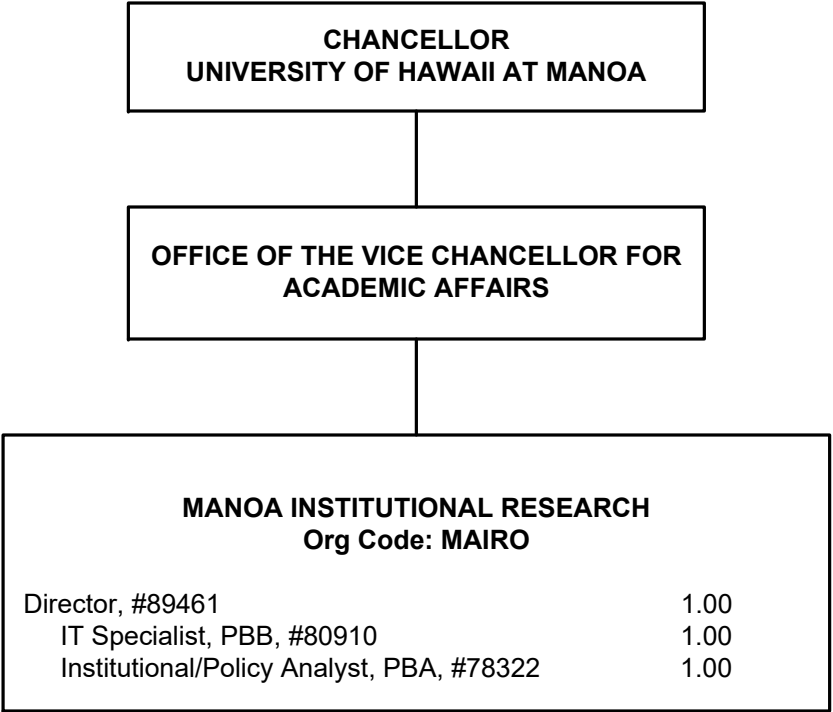 CHANCELLOR
UNIVERSITY OF HAWAII AT MANOA
OFFICE OF THE VICE CHANCELLOR FOR
ACADEMIC AFFAIRS
MANOA INSTITUTIONAL RESEARCH
Org Code: MAIRO
Director, #89461 1.00
IT Specialist, PBB, #80910 1.00
Institutional/Policy Analyst, PBA, #78322 1.00